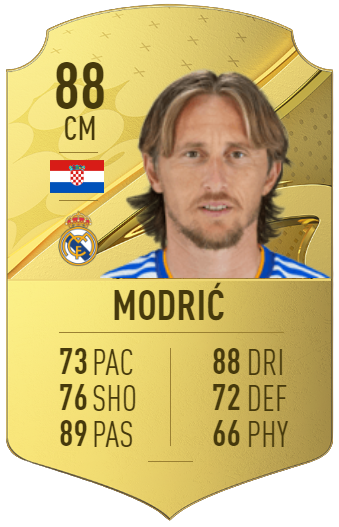 88
CM
MODRIĆ
73 PAC 88 DRI
76 SHO 72 DEF
89 PAS 66 PHY